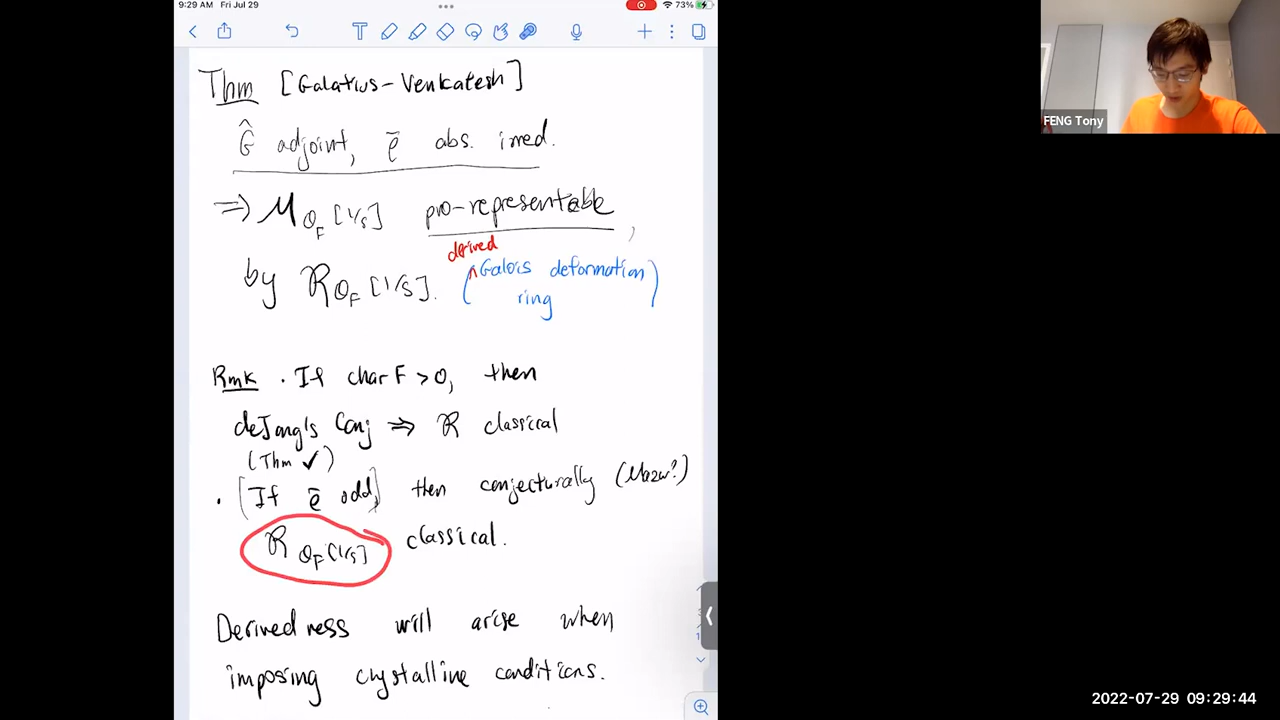 9:29 AM Fri Jul 29
73%
Thm [Galatius-Venkatesh]
Ĝ adjoint, ρ̄ abs. irred.
⇒ M_{O_F[1/S]} pro-representable,
by R_{O_F[1/S]}. (derived Galois deformation
ring)
Rmk . If char F > 0, then
deJong's Conj ⇒ R classical
(Thm ✓)
. [If ρ̄ odd,] then conjecturally (Mazur?)
R_{O_F[1/S]} classical.
Derivedness will arise when
imposing crystalline conditions.
FENG Tony
2022-07-29 09:29:44